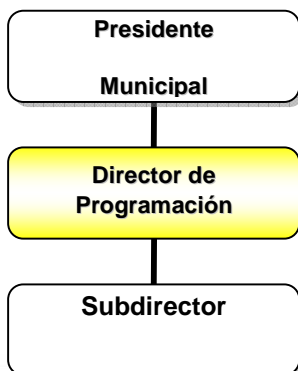 Presidente
Municipal
Director de
Programación
Subdirector